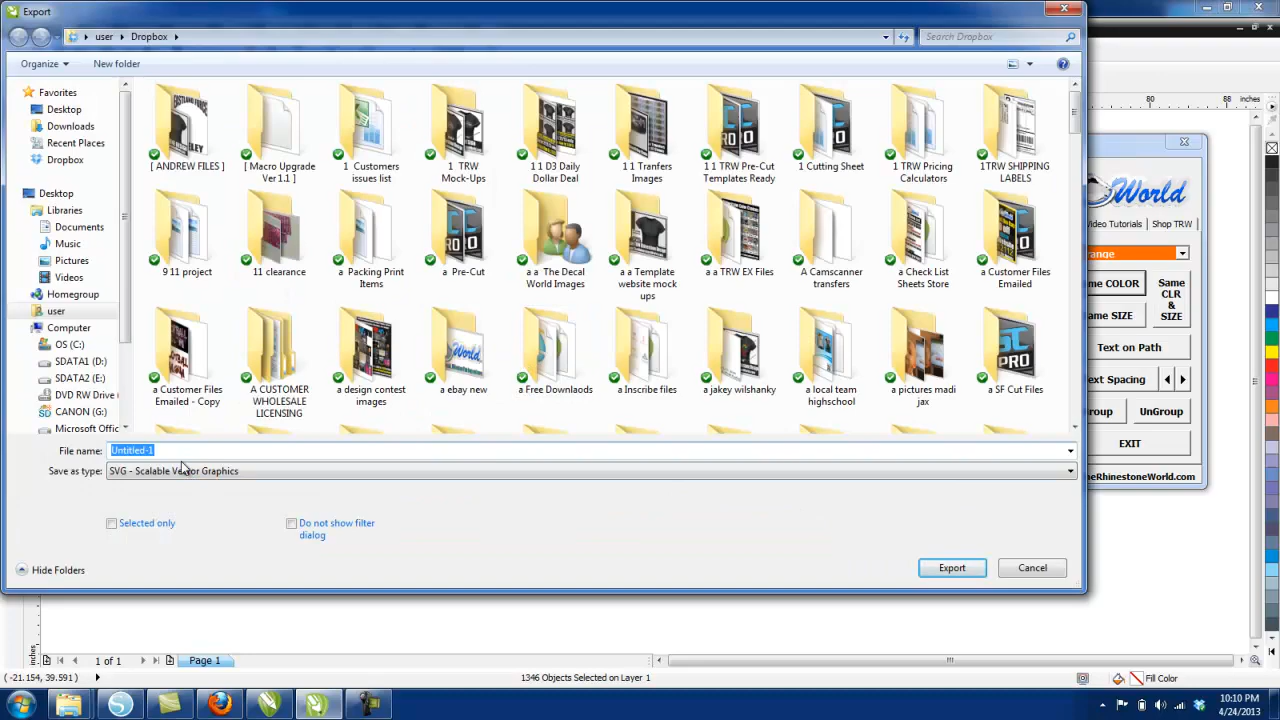 Export
user Dropbox
Search Dropbox
Organize
New folder
Favorites
Desktop
Downloads
Recent Places
Dropbox
Desktop
Libraries
Documents
Music
Pictures
Videos
Homegroup
user
Computer
OS (C:)
SDATA1 (D:)
SDATA2 (E:)
DVD RW Drive
CANON (G:)
Microsoft Offic
[ ANDREW FILES ]
[ Macro Upgrade
Ver 1.1 ]
1 Customers
issues list
1 TRW
Mock-Ups
1 1 D3 Daily
Dollar Deal
1 1 Tranfers
Images
1 1 TRW Pre-Cut
Templates Ready
1 Cutting Sheet
1 TRW Pricing
Calculators
1TRW SHIPPING
LABELS
9 11 project
11 clearance
a Packing Print
Items
a Pre-Cut
a a The Decal
World Images
a a Template
website mock
ups
a a TRW EX Files
A Camscanner
transfers
a Check List
Sheets Store
a Customer Files
Emailed
a Customer Files
Emailed - Copy
A CUSTOMER
WHOLESALE
LICENSING
a design contest
images
a ebay new
a Free Downlaods
a Inscribe files
a jakey wilshanky
a local team
highschool
a pictures madi
jax
a SF Cut Files
File name: Untitled-1
Save as type: SVG - Scalable Vector Graphics
Selected only
Do not show filter
dialog
Hide Folders
Export
Cancel
80 88 inches
World
Video Tutorials Shop TRW
ange
me COLOR
Same
CLR
&
SIZE
ame SIZE
Text on Path
ext Spacing
roup
UnGroup
EXIT
neRhinestoneWorld.com
inches
1 of 1
Page 1
(-21.154, 39.591)
1346 Objects Selected on Layer 1
Fill Color
10:10 PM
4/24/2013